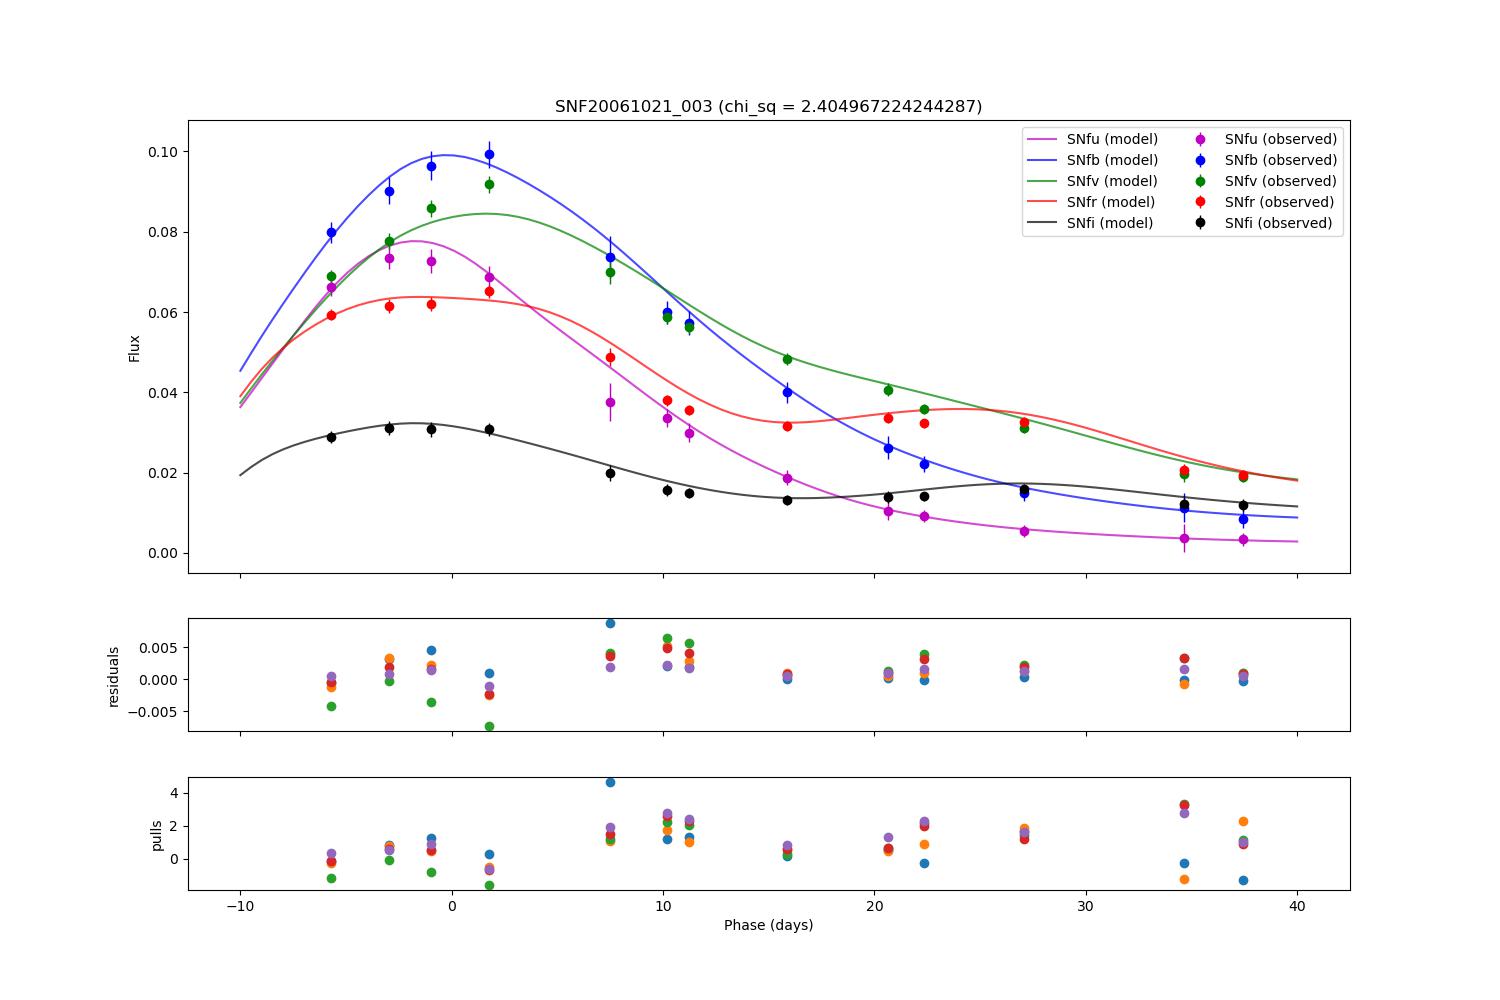 SNF20061021_003 (chi_sq = 2.404967224244287)
0.10
0.08
0.06
0.04
0.02
0.00
Flux
SNfu (model)
SNfb (model)
SNfv (model)
SNfr (model)
SNfi (model)
SNfu (observed)
SNfb (observed)
SNfv (observed)
SNfr (observed)
SNfi (observed)
0.005
0.000
−0.005
residuals
4
2
0
pulls
−10
0
10
20
30
40
Phase (days)